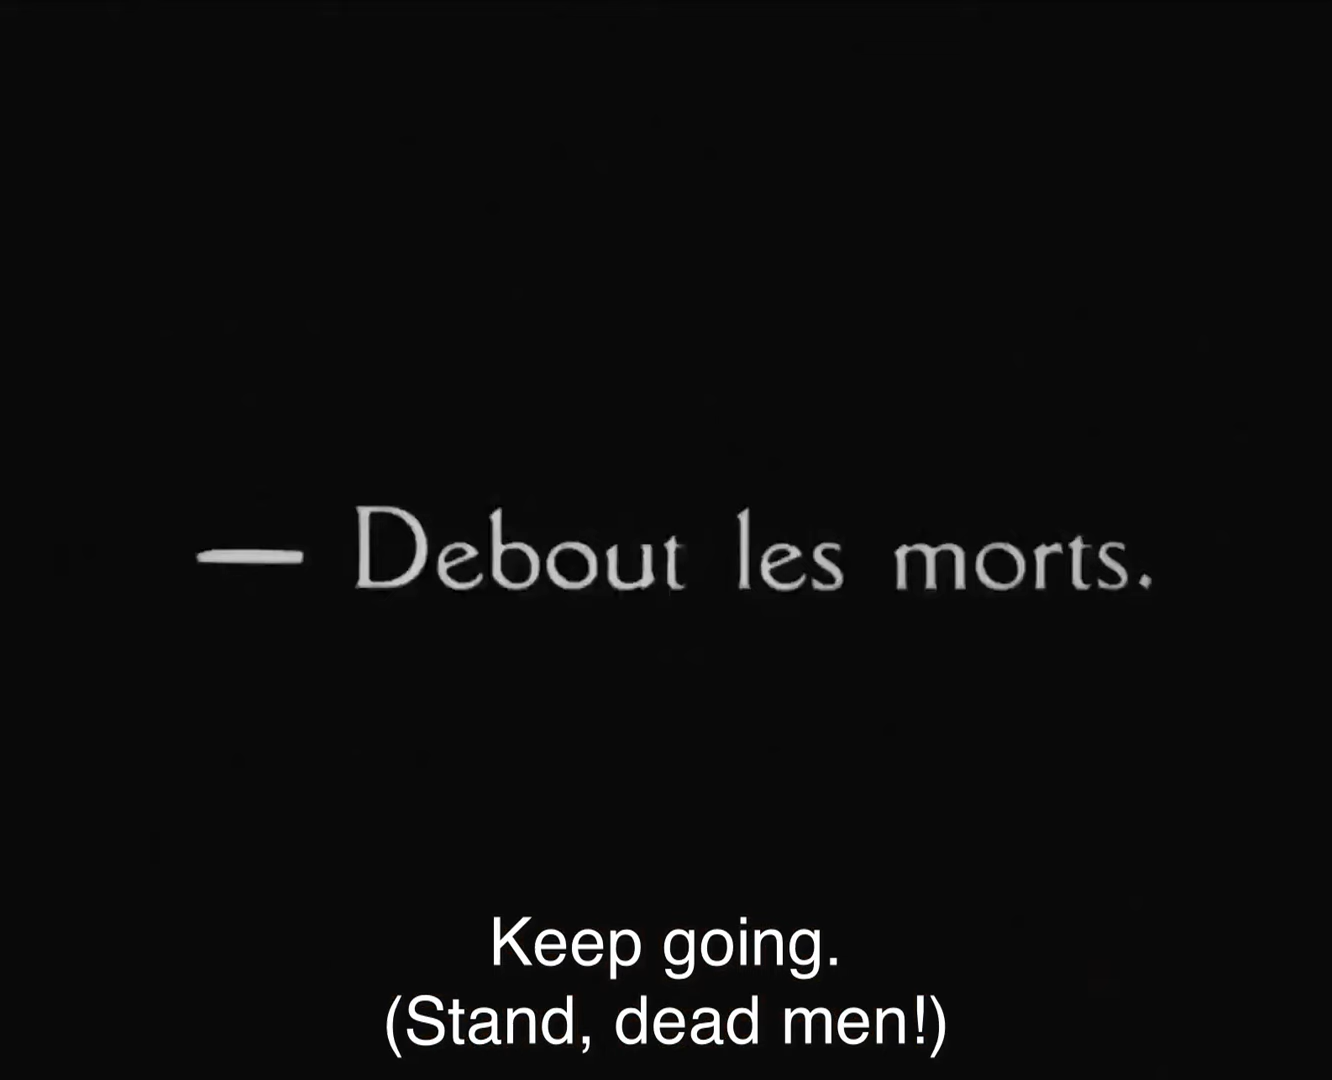 — Debout les morts.
Keep going.
(Stand, dead men!)